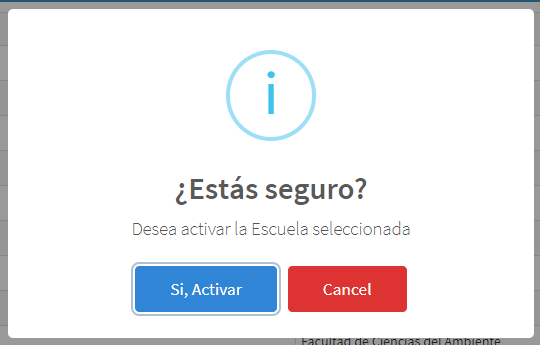 i
¿Estás seguro?
Desea activar la Escuela seleccionada
Si, Activar
Cancel
Facultad de Ciencias del Ambiente